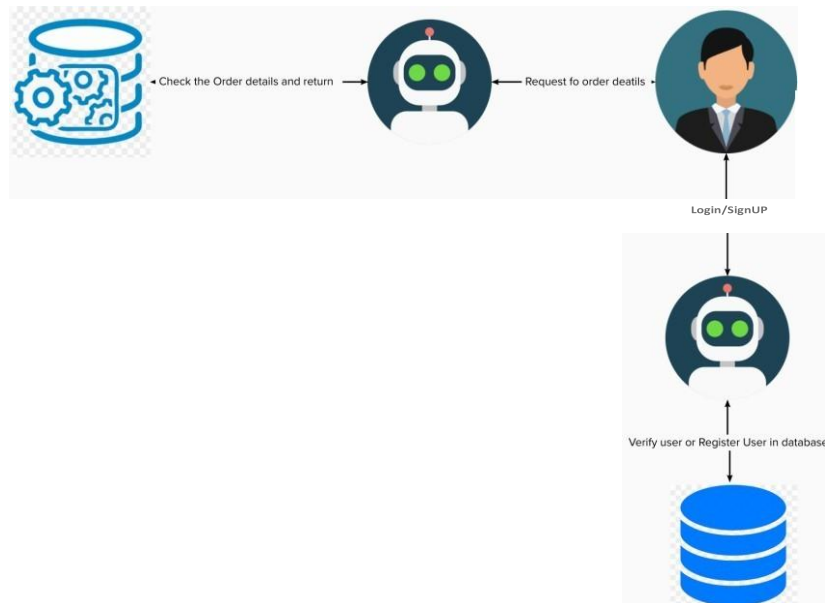 Check the Order details and return
Request fo order deatils
Login/SignUP
Verify user or Register User in database